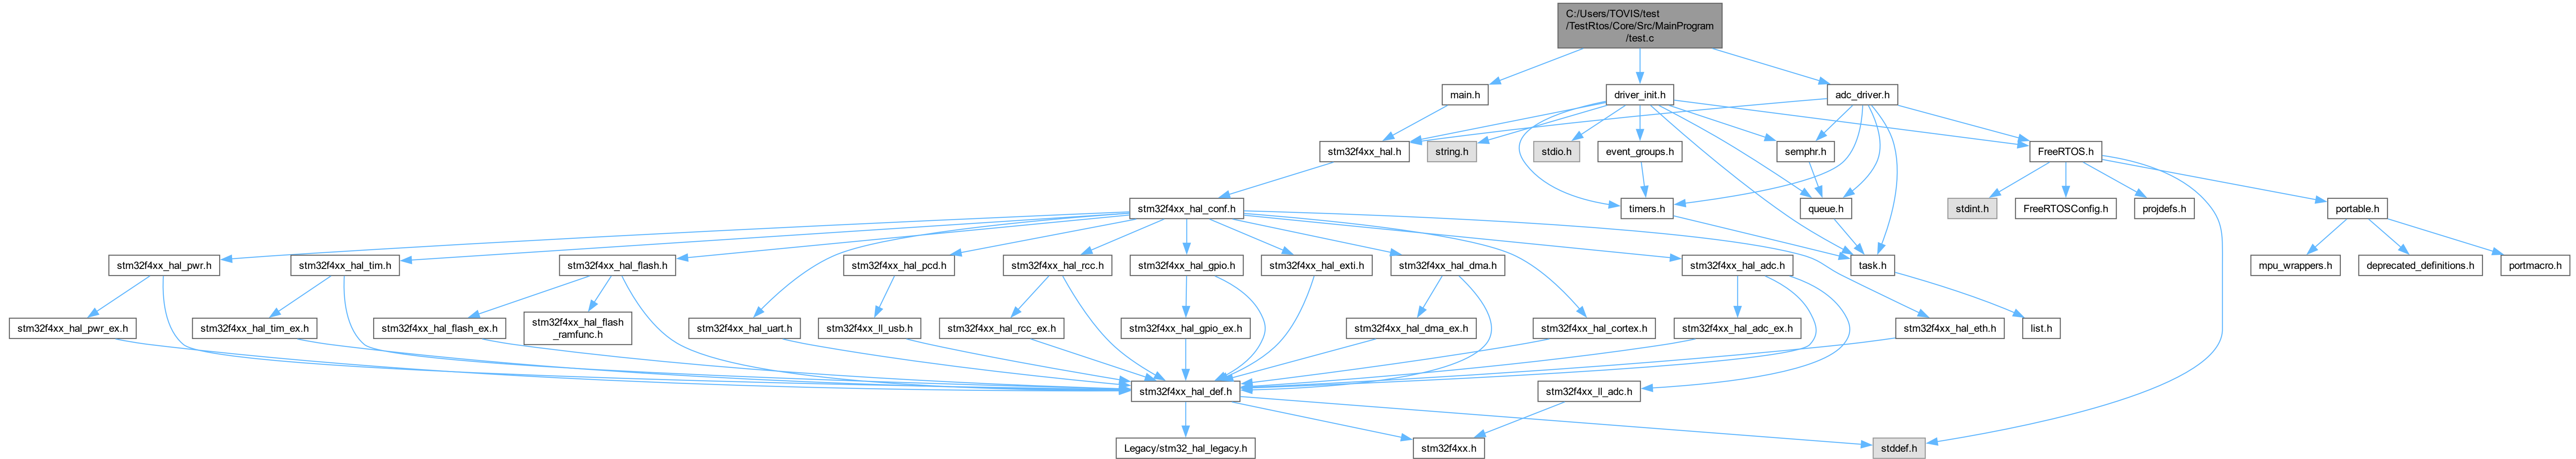 C:/Users/TOVIS/test
/TestRtos/Core/Src/MainProgram
/test.c
main.h
driver_init.h
adc_driver.h
stm32f4xx_hal.h
string.h
stdio.h
event_groups.h
semphr.h
FreeRTOS.h
stm32f4xx_hal_conf.h
timers.h
queue.h
stdint.h
FreeRTOSConfig.h
projdefs.h
portable.h
stm32f4xx_hal_pwr.h
stm32f4xx_hal_tim.h
stm32f4xx_hal_flash.h
stm32f4xx_hal_pcd.h
stm32f4xx_hal_rcc.h
stm32f4xx_hal_gpio.h
stm32f4xx_hal_exti.h
stm32f4xx_hal_dma.h
stm32f4xx_hal_adc.h
task.h
mpu_wrappers.h
deprecated_definitions.h
portmacro.h
stm32f4xx_hal_pwr_ex.h
stm32f4xx_hal_tim_ex.h
stm32f4xx_hal_flash_ex.h
stm32f4xx_hal_flash
_ramfunc.h
stm32f4xx_hal_uart.h
stm32f4xx_ll_usb.h
stm32f4xx_hal_rcc_ex.h
stm32f4xx_hal_gpio_ex.h
stm32f4xx_hal_dma_ex.h
stm32f4xx_hal_cortex.h
stm32f4xx_hal_adc_ex.h
stm32f4xx_hal_eth.h
list.h
stm32f4xx_hal_def.h
stm32f4xx_ll_adc.h
Legacy/stm32_hal_legacy.h
stm32f4xx.h
stddef.h